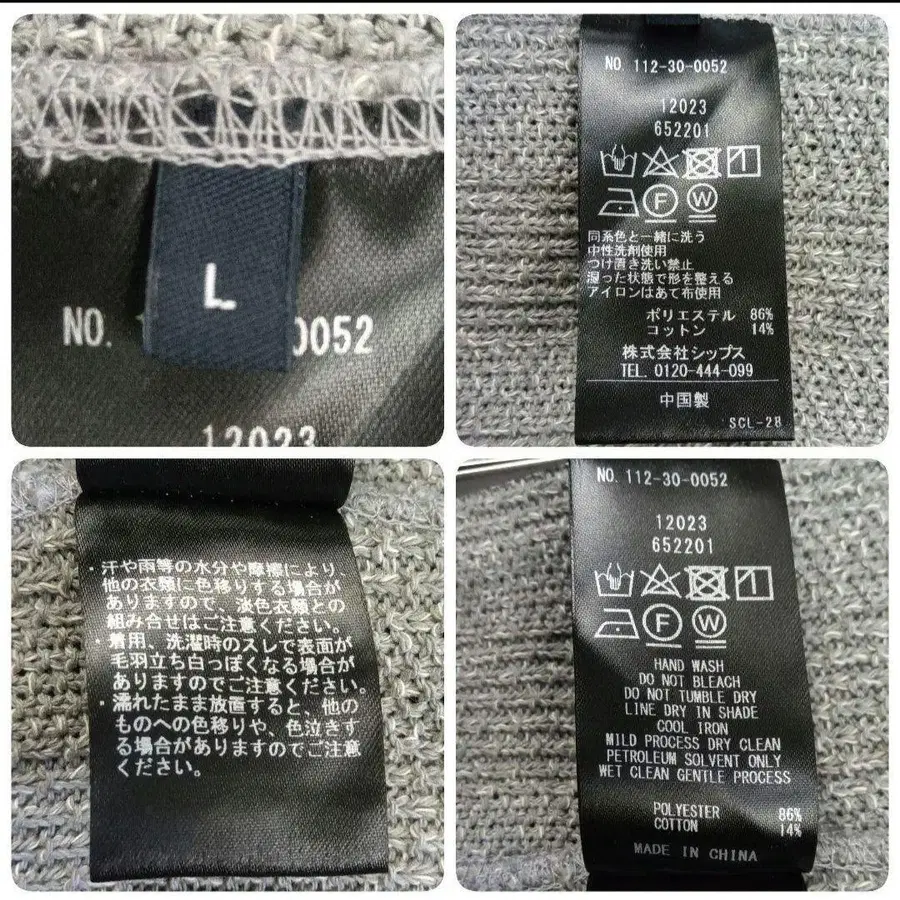 L
NO.
0052
12023
NO. 112-30-0052
12023
652201
F
W
同系色と一緒に洗う
中性洗剤使用
つけ置き洗い禁止
湿った状態で形を整える
アイロンはあて布使用
ポリエステル 86%
コットン 14%
株式会社シップス
TEL. 0120-444-099
中国製
SCL-28
・汗や雨等の水分や摩擦により、
他の衣類に色移りする場合が
ありますので、淡色衣類との
組み合せはご注意ください。
・着用、洗濯時のスレで表面が
毛羽立ち白っぽくなる場合が
ありますのでご注意ください。
・濡れたまま放置すると、他の
ものへの色移りや、色泣きす
る場合がありますのでご注意
ください。
NO. 112-30-0052
12023
652201
F
W
HAND WASH
DO NOT BLEACH
DO NOT TUMBLE DRY
LINE DRY IN SHADE
COOL IRON
MILD PROCESS DRY CLEAN
PETROLEUM SOLVENT ONLY
WET CLEAN GENTLE PROCESS
POLYESTER 86%
COTTON 14%
MADE IN CHINA